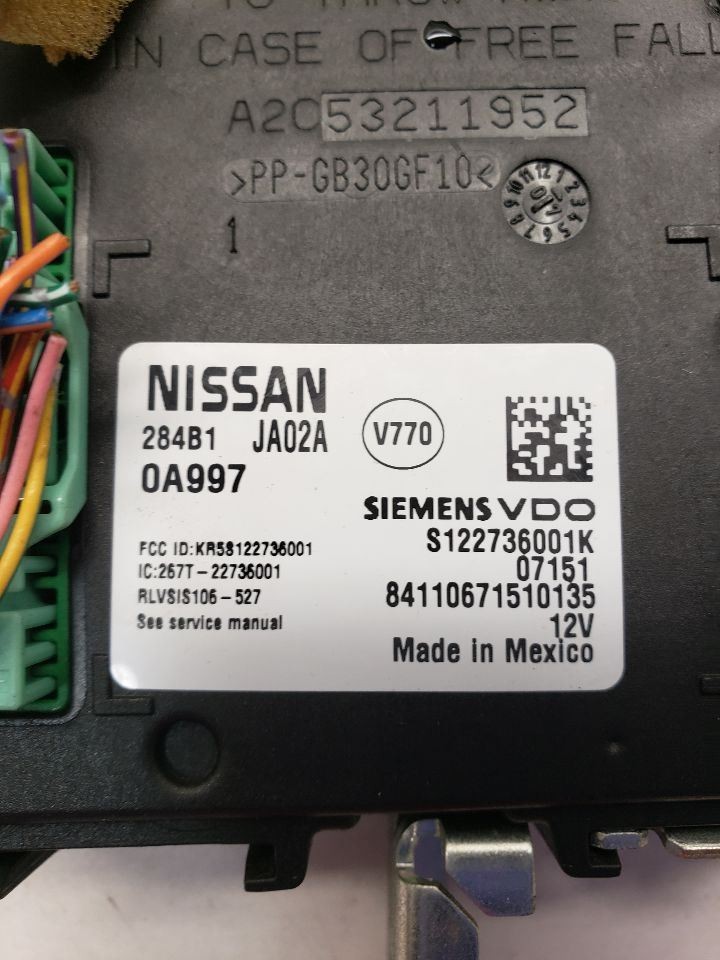 IN CASE OF FREE FALL
A2C53211952
>PP-GB30GF10<
1
NISSAN
284B1 JA02A
V770
0A997
SIEMENS VDO
S122736001K
FCC ID:KR5S122736001
07151
IC:267T-22736001
84110671510135
RLVSIS106-527
12V
See service manual
Made in Mexico